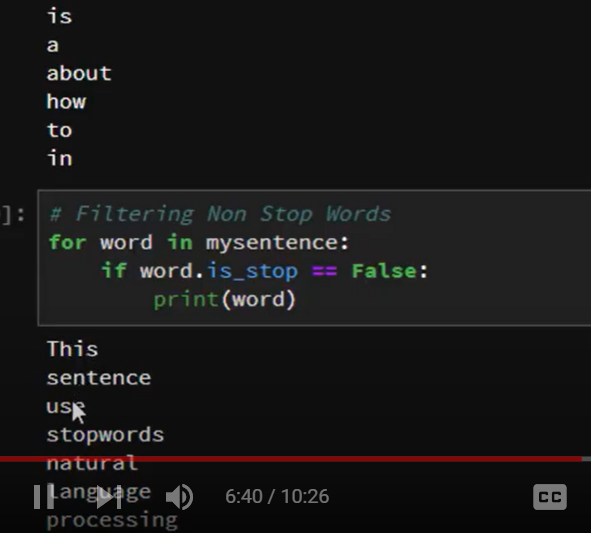 is
a
about
how
to
in
]:
# Filtering Non Stop Words
for word in mysentence:
if word.is_stop == False:
print(word)
This
sentence
use
stopwords
natural
language
processing
6:40 / 10:26
CC